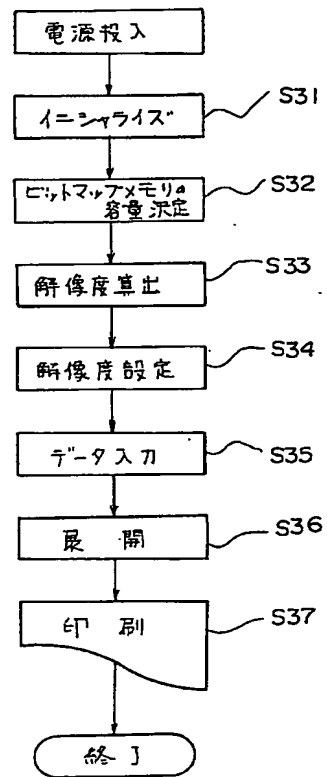 電源投入
イニシャライズ
S31
ビットマップメモリの
容量決定
S32
解像度算出
S33
解像度設定
S34
データ入力
S35
展開
S36
印刷
S37
終了